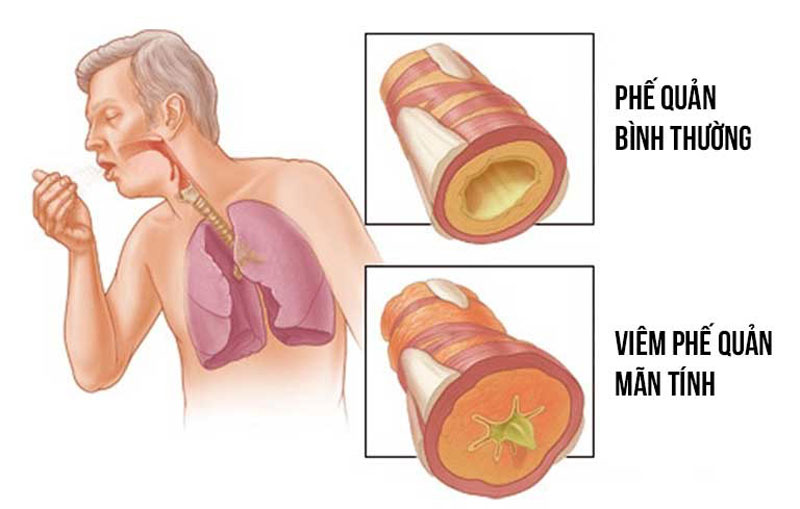 PHẾ QUẢN
BÌNH THƯỜNG
VIÊM PHẾ QUẢN
MÃN TÍNH